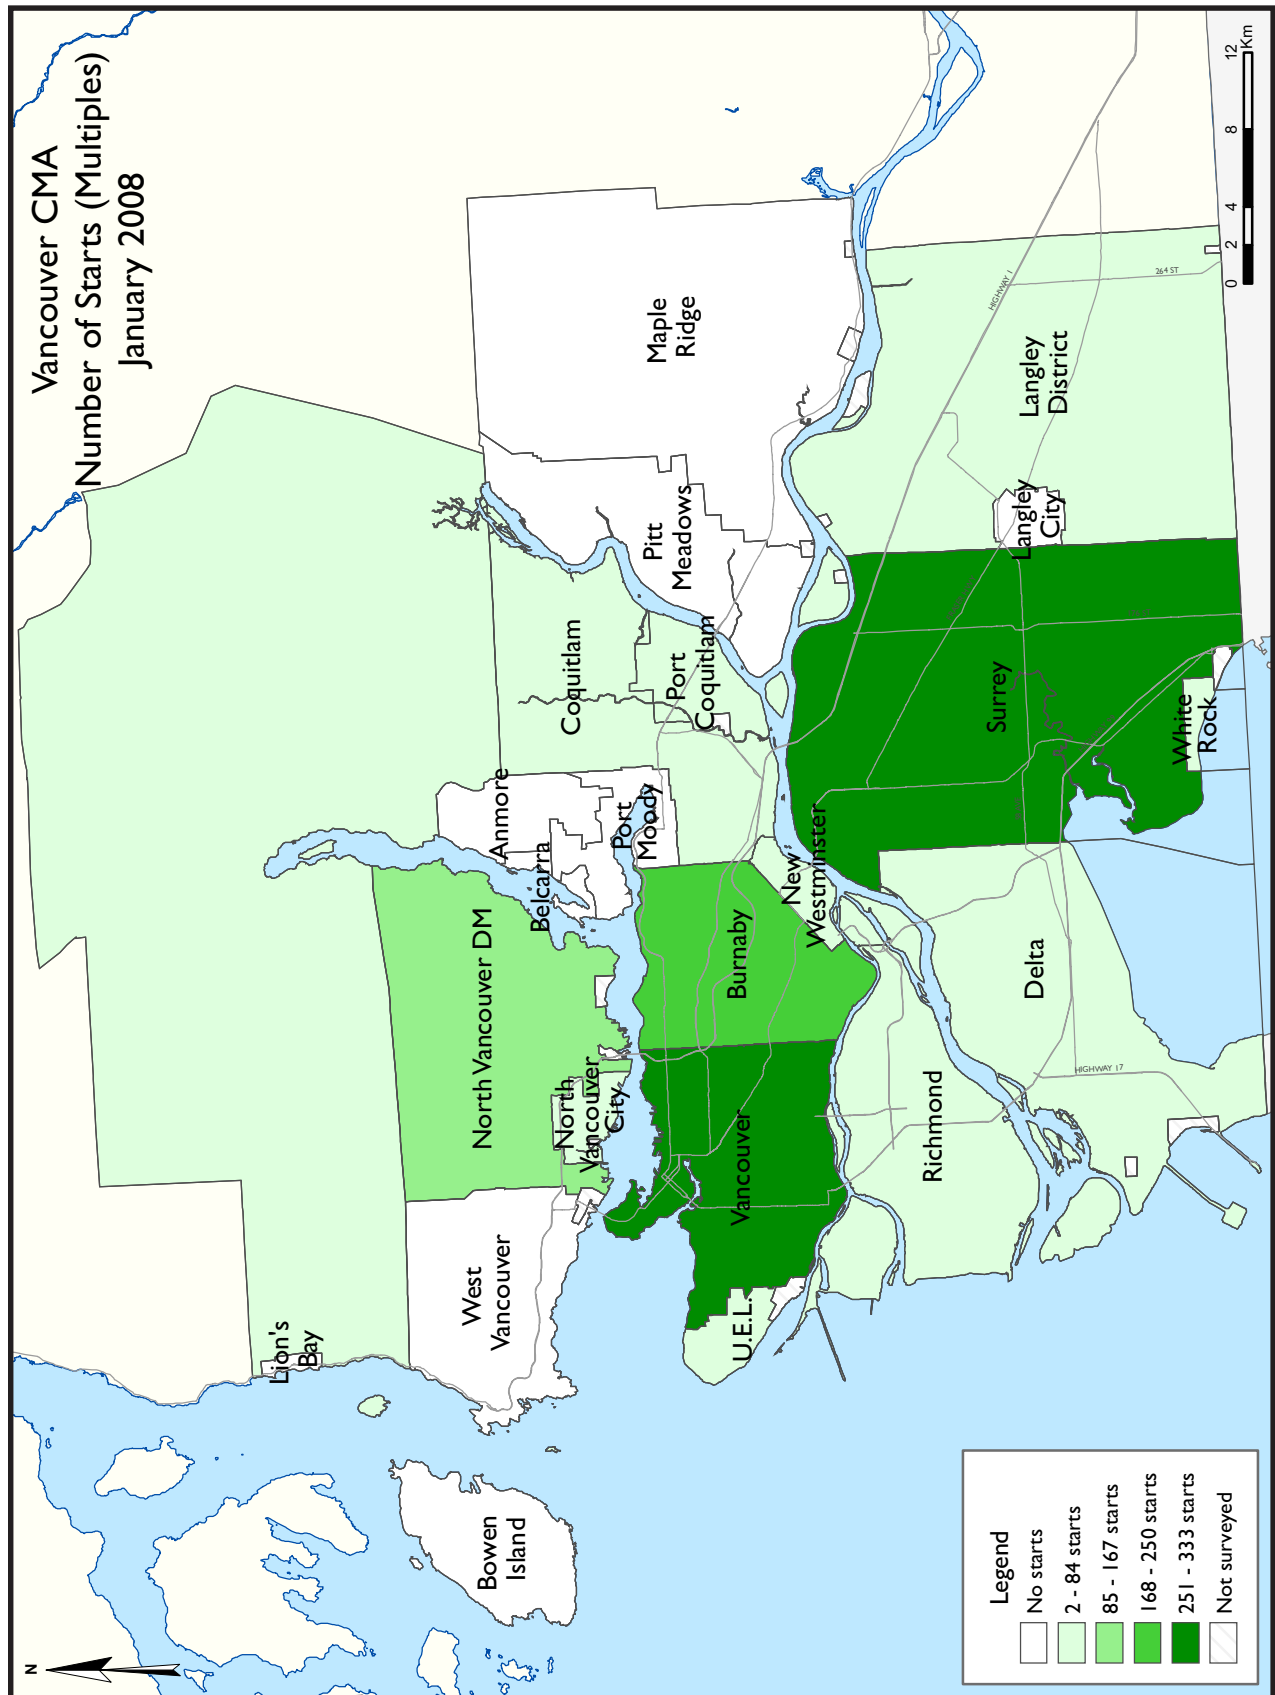 Vancouver CMA
Number of Starts (Multiples)
January 2008
N
Lion's
Bay
Bowen
Island
West
Vancouver
North Vancouver DM
North
Vancouver
City
Anmore
Belcarra
Port
Moody
Coquitlam
Port
Coquitlam
Pitt
Meadows
Maple
Ridge
U.E.L.
Vancouver
Burnaby
New
Westminster
Richmond
Delta
Surrey
White
Rock
Langley
City
Langley
District
HIGHWAY 1
264 ST
HIGHWAY 17
Legend
No starts
2 - 84 starts
85 - 167 starts
168 - 250 starts
251 - 333 starts
Not surveyed
0 2 4 8 12
Km